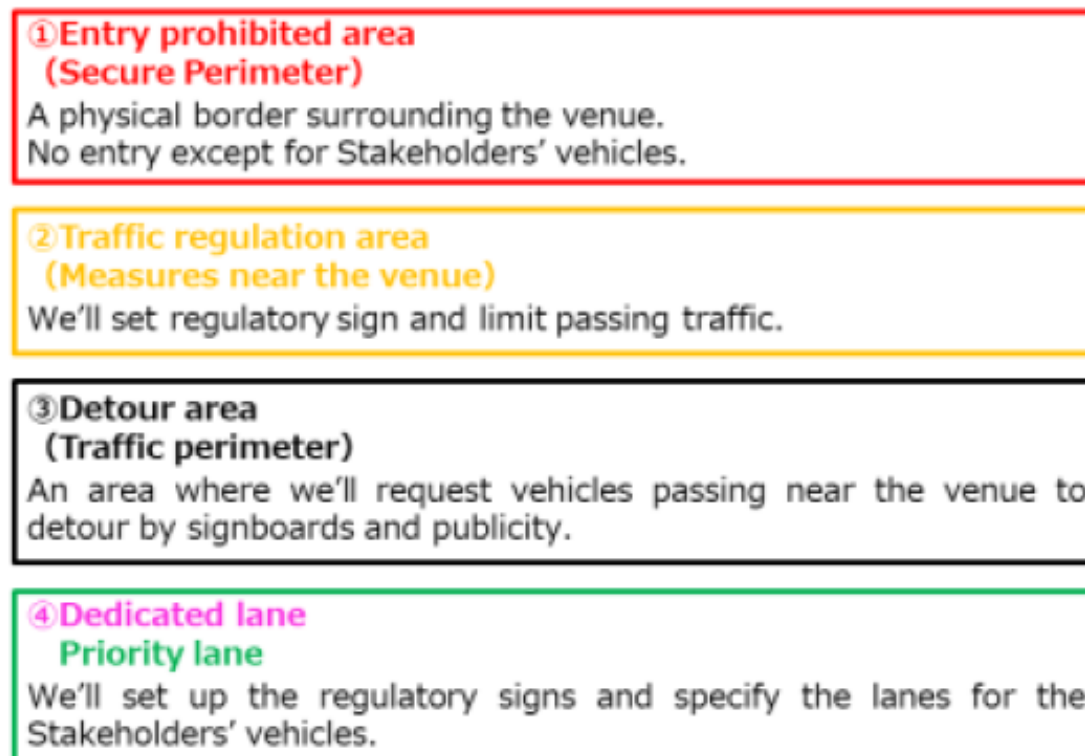 ①Entry prohibited area
(Secure Perimeter)
A physical border surrounding the venue.
No entry except for Stakeholders’ vehicles.
②Traffic regulation area
(Measures near the venue)
We’ll set regulatory sign and limit passing traffic.
③Detour area
(Traffic perimeter)
An area where we’ll request vehicles passing near the venue to
detour by signboards and publicity.
④Dedicated lane
Priority lane
We’ll set up the regulatory signs and specify the lanes for the
Stakeholders’ vehicles.